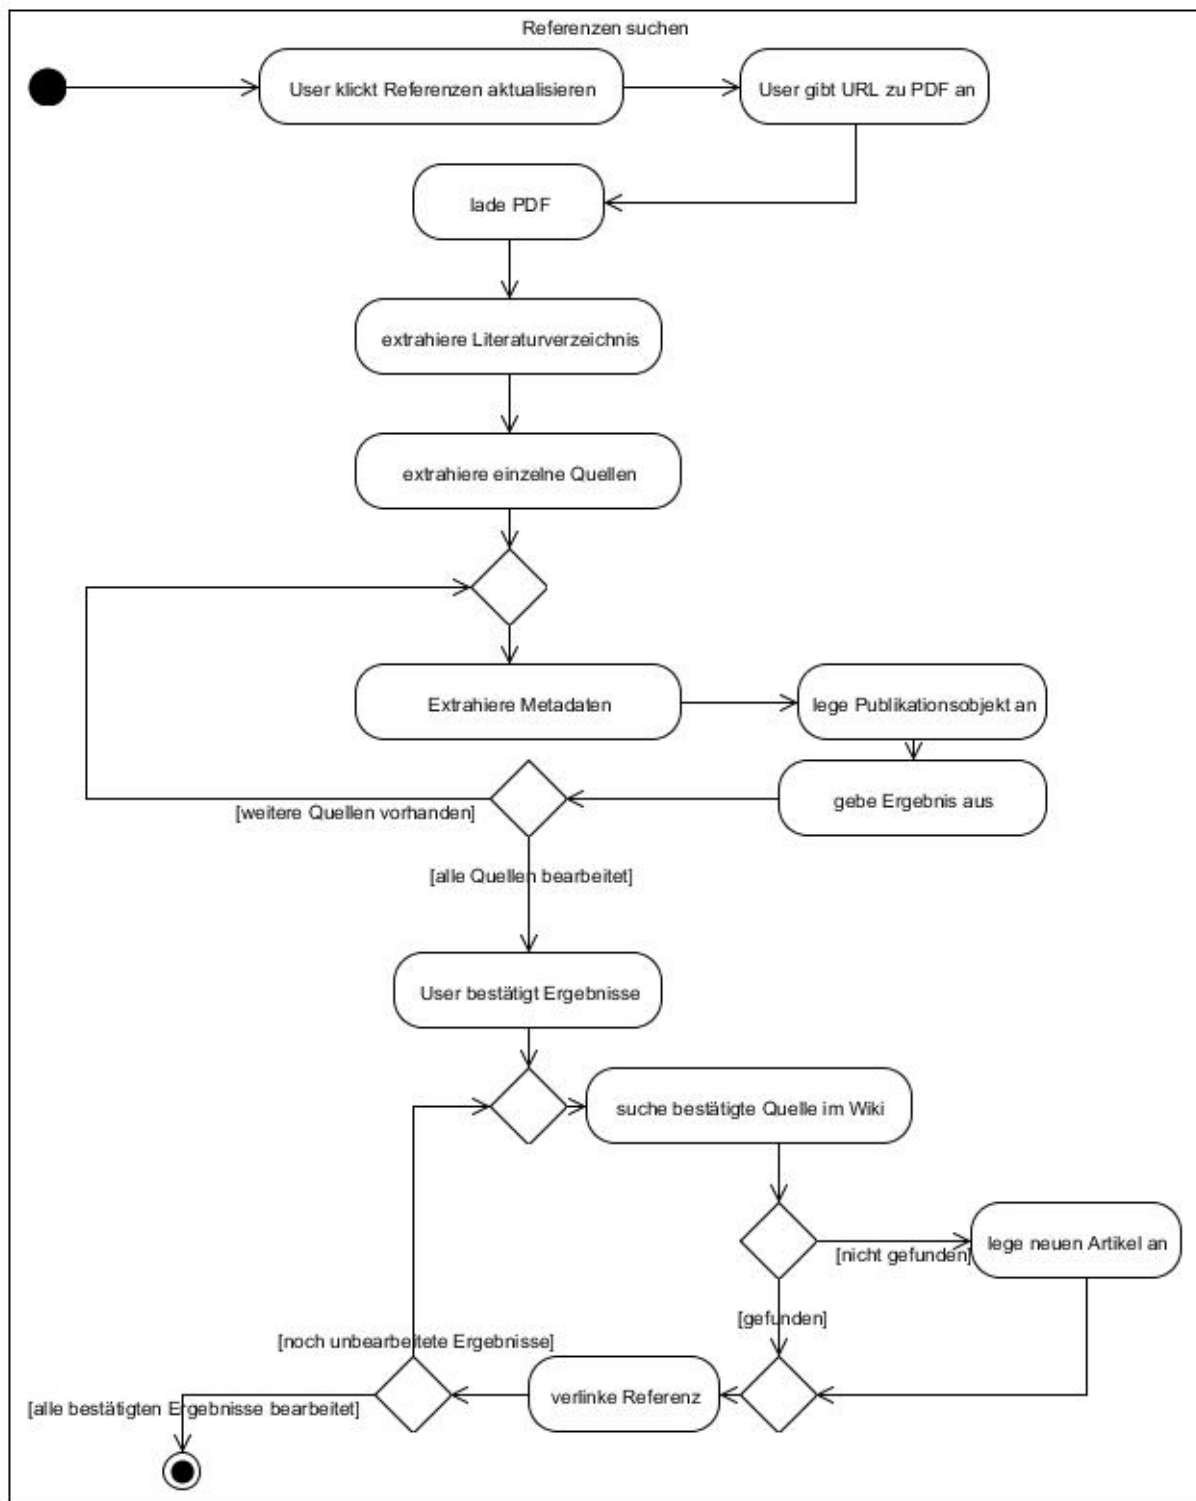 Referenzen suchen
User klickt Referenzen aktualisieren
User gibt URL zu PDF an
lade PDF
extrahiere Literaturverzeichnis
extrahiere einzelne Quellen
Extrahiere Metadaten
lege Publikationsobjekt an
gebe Ergebnis aus
[weitere Quellen vorhanden]
[alle Quellen bearbeitet]
User bestätigt Ergebnisse
suche bestätigte Quelle im Wiki
lege neuen Artikel an
[nicht gefunden]
[gefunden]
[noch unbearbeitete Ergebnisse]
verlinke Referenz
[alle bestätigten Ergebnisse bearbeitet]